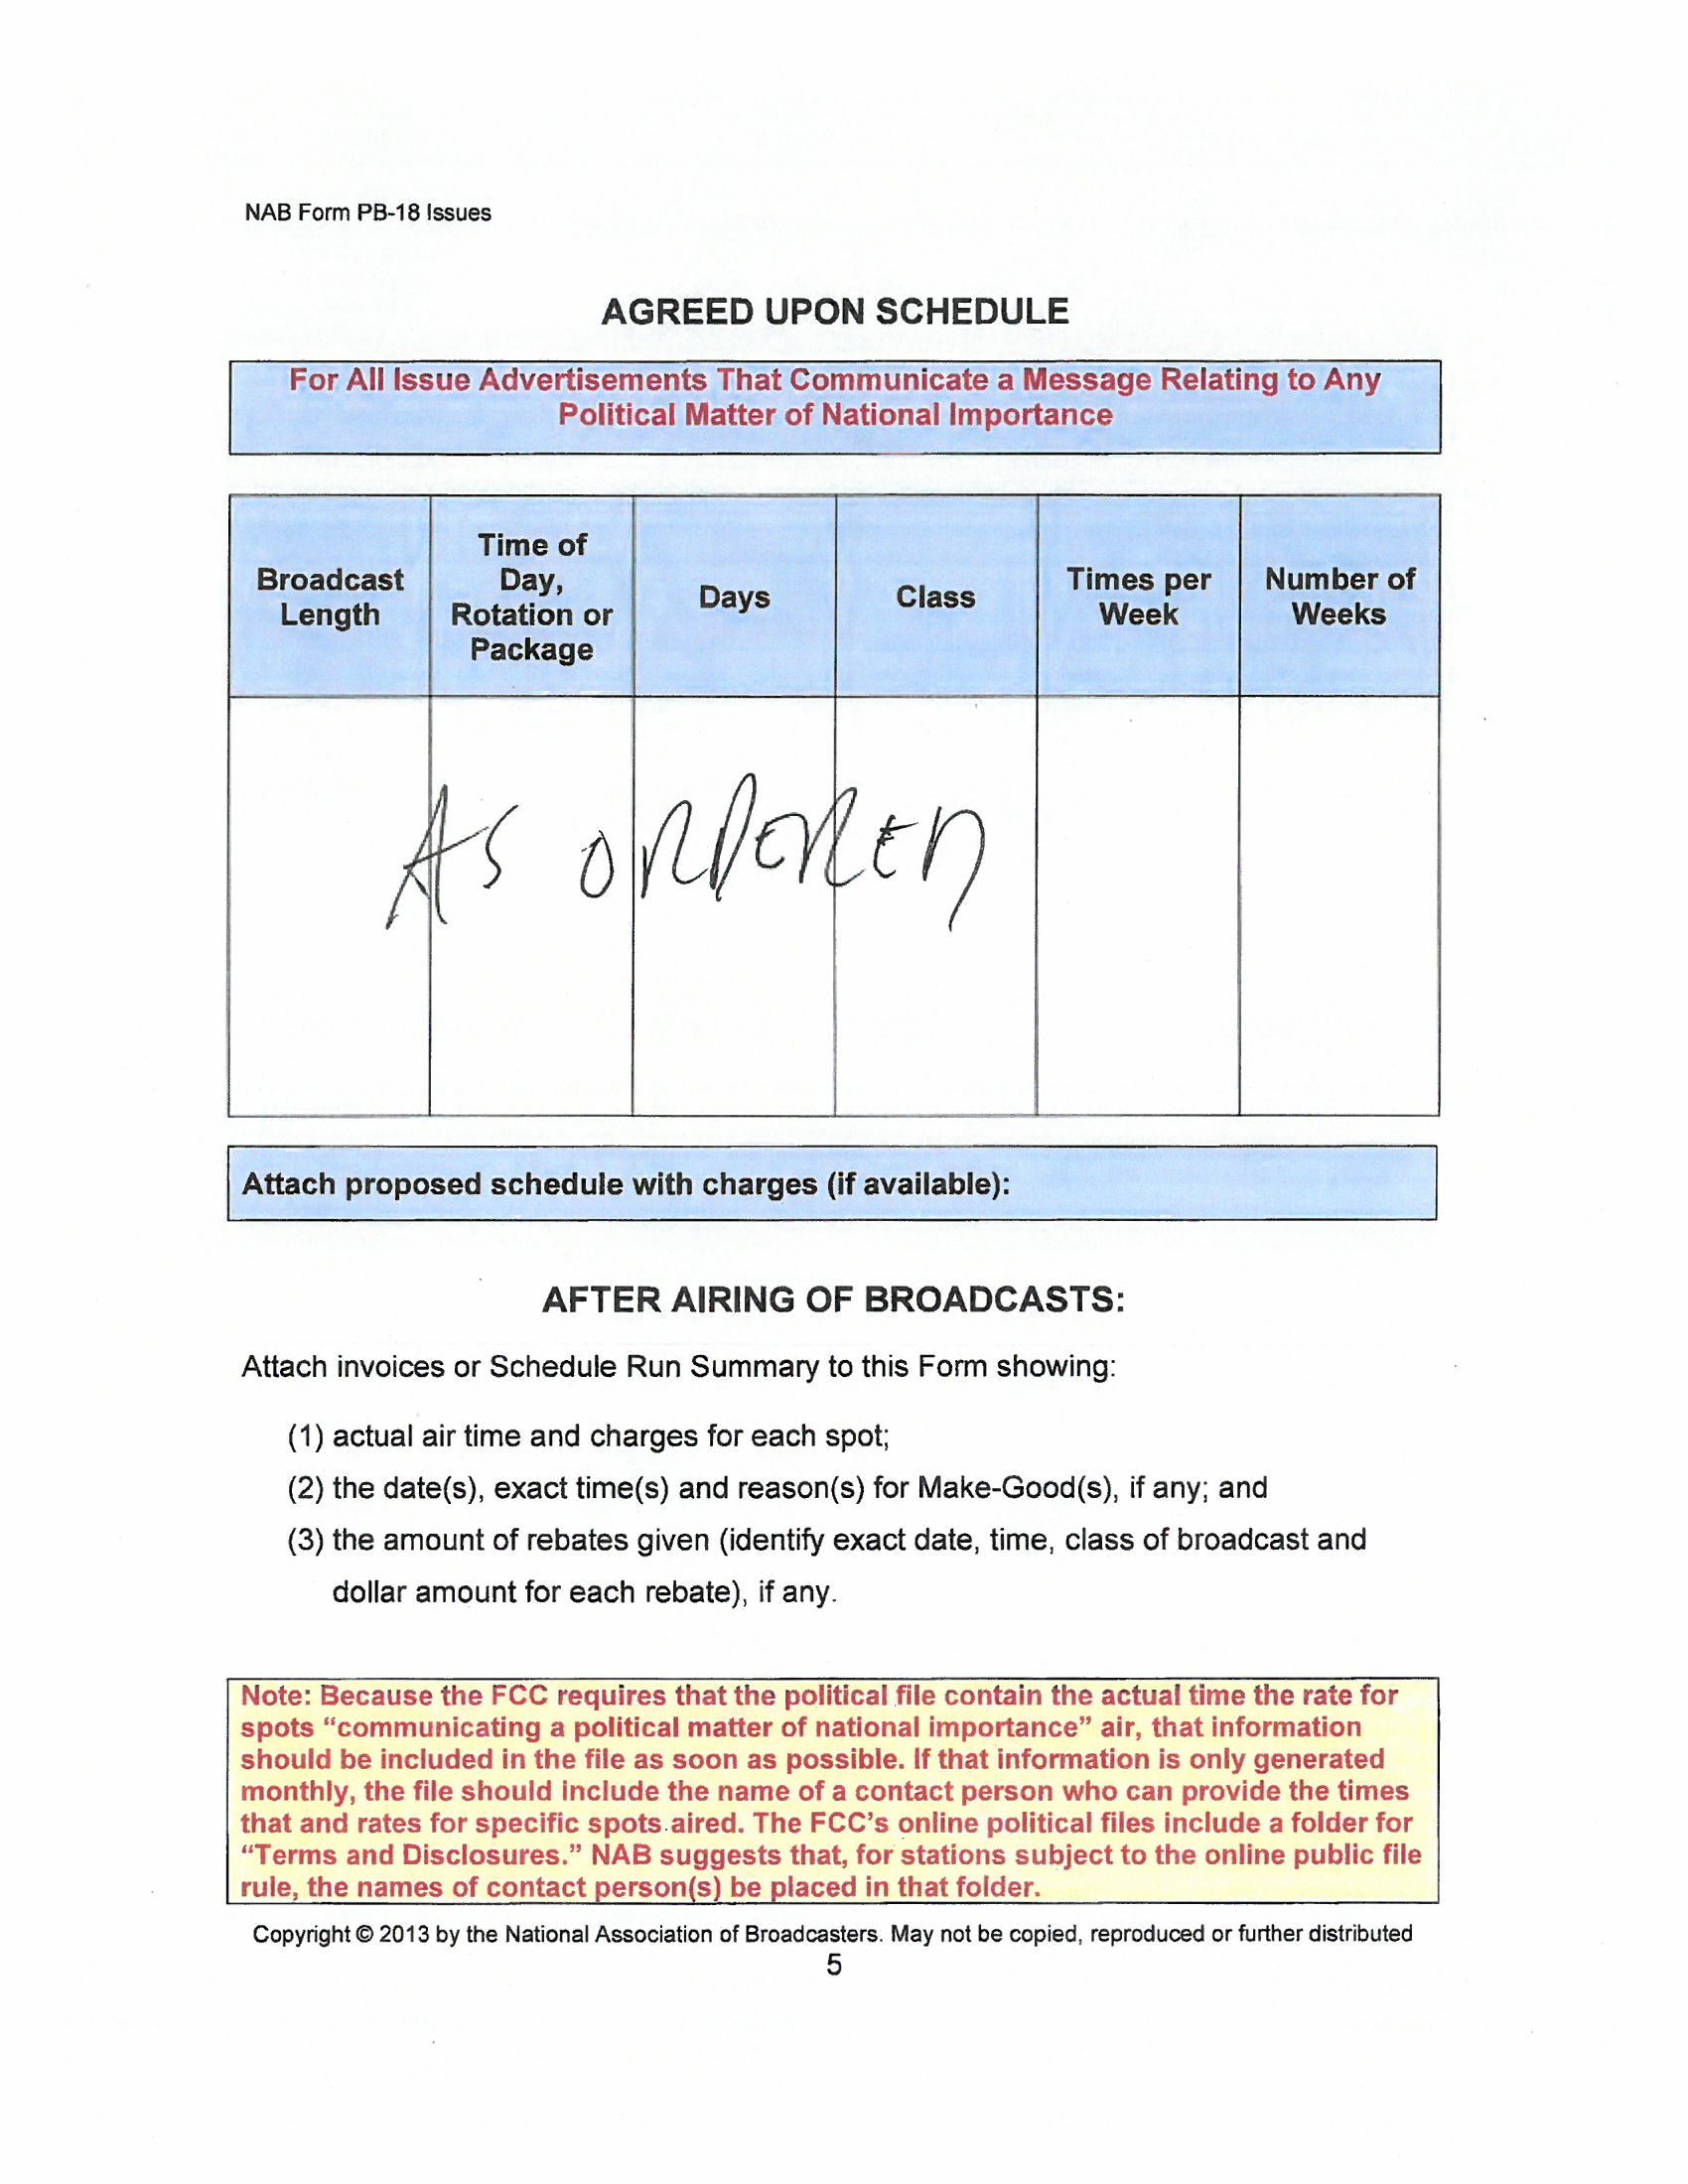 NAB Form PB-18 Issues
AGREED UPON SCHEDULE
For All Issue Advertisements That Communicate a Message Relating to Any
Political Matter of National Importance
Broadcast
Length
Time of
Day,
Rotation or
Package
Days
Class
Times per
Week
Number of
Weeks
AS ORDERED
Attach proposed schedule with charges (if available):
AFTER AIRING OF BROADCASTS:
Attach invoices or Schedule Run Summary to this Form showing:
(1) actual air time and charges for each spot;
(2) the date(s), exact time(s) and reason(s) for Make-Good(s), if any; and
(3) the amount of rebates given (identify exact date, time, class of broadcast and
dollar amount for each rebate), if any.
Note: Because the FCC requires that the political file contain the actual time the rate for
spots “communicating a political matter of national importance” air, that information
should be included in the file as soon as possible. If that information is only generated
monthly, the file should include the name of a contact person who can provide the times
that and rates for specific spots aired. The FCC’s online political files include a folder for
“Terms and Disclosures.” NAB suggests that, for stations subject to the online public file
rule, the names of contact person(s) be placed in that folder.
Copyright © 2013 by the National Association of Broadcasters. May not be copied, reproduced or further distributed
5